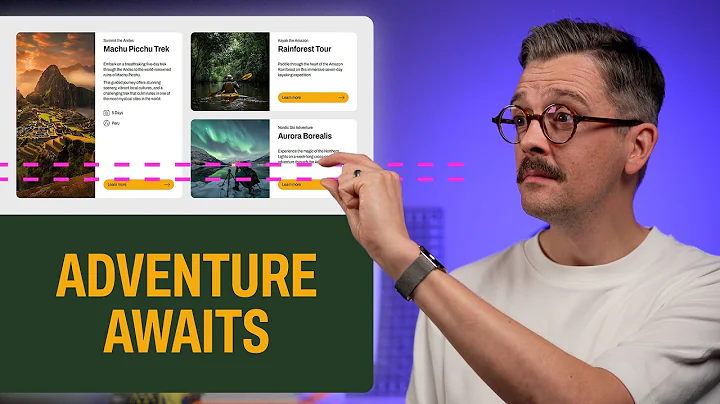 Summit the Andes
Machu Picchu Trek
Embark on a breathtaking five-day trek
through the Andes to the world-renowned
ruins of Machu Picchu.
This guided journey offers stunning
scenery, vibrant local cultures, and a
challenging trek that culminates in one of
the most mystical sites in the world.
5 Days
Peru
Learn more
Kayak the Amazon
Rainforest Tour
Paddle through the heart of the Amazon
Rainforest on this immersive seven-day
kayaking expedition.
Learn more
Nordic Ski Adventure
Aurora Borealis
Experience the magic of the Northern
Lights on a week-long cross-
adventure through the
Learn more
ADVENTURE
AWAITS